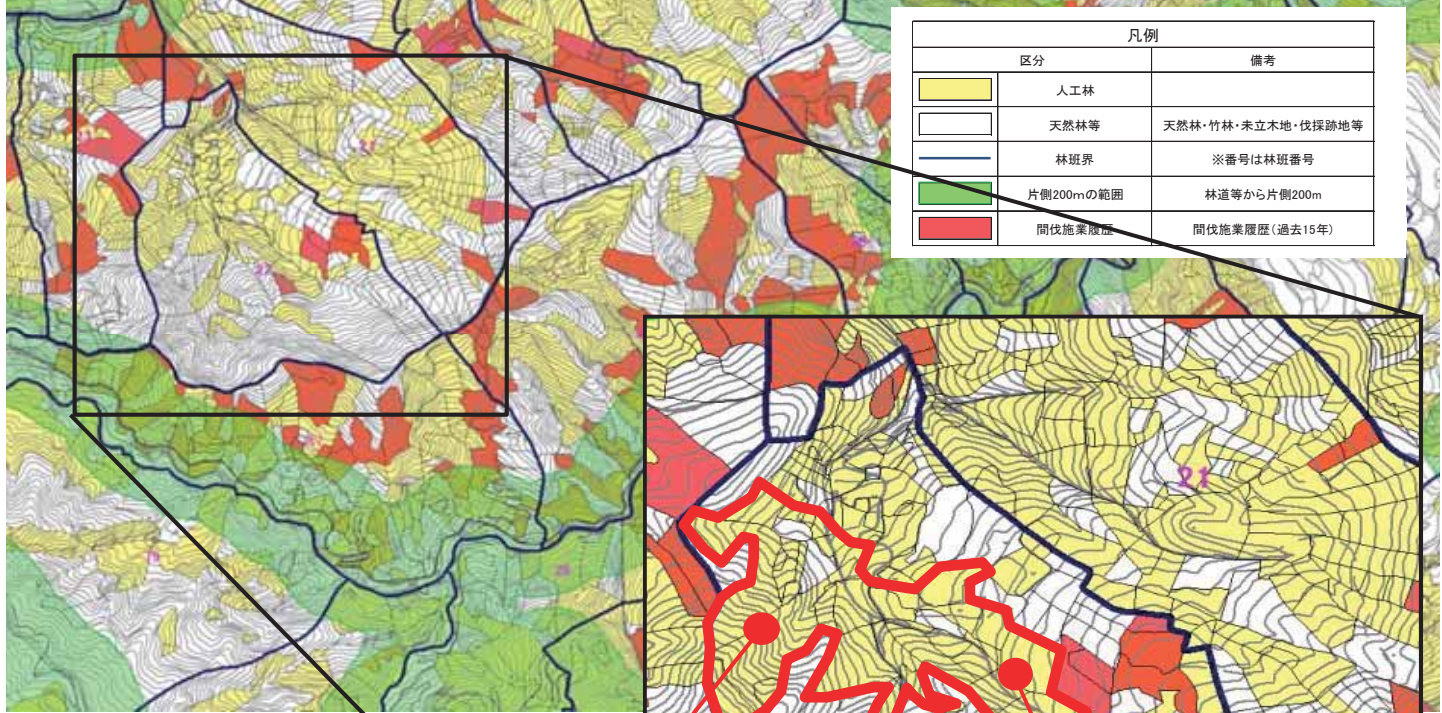 凡例
区分 備考
人工林
天然林等 天然林・竹林・未立木地・伐採跡地等
林班界 ※番号は林班番号
片側200mの範囲 林道等から片側200m
間伐施業履歴 間伐施業履歴(過去15年)
21
21
27